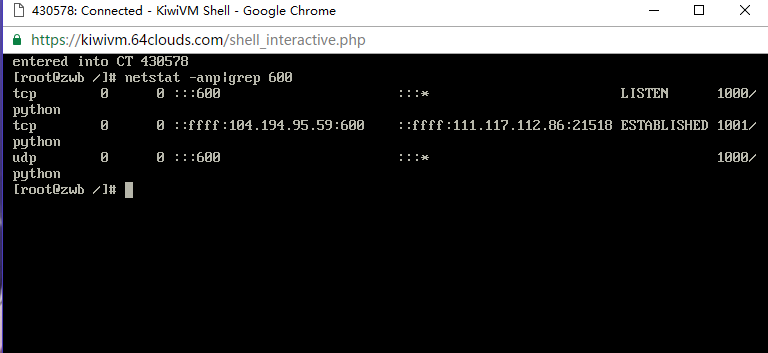 430578: Connected - KiwiVM Shell - Google Chrome
https://kiwivm.64clouds.com/shell_interactive.php
entered into CT 430578
[root@zwb /]# netstat -anp|grep 600
tcp 0 0 :::600 :::* LISTEN 1000/
python
tcp 0 0 ::ffff:104.194.95.59:600 ::ffff:111.117.112.86:21518 ESTABLISHED 1001/
python
udp 0 0 :::600 :::* 1000/
python
[root@zwb /]#